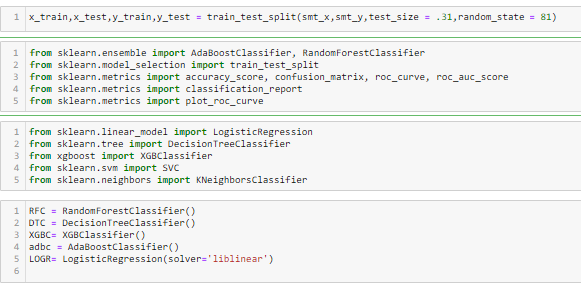 1 x_train,x_test,y_train,y_test = train_test_split(smt_x,smt_y,test_size = .31,random_state = 81)
1 from sklearn.ensemble import AdaBoostClassifier, RandomForestClassifier
2 from sklearn.model_selection import train_test_split
3 from sklearn.metrics import accuracy_score, confusion_matrix, roc_curve, roc_auc_score
4 from sklearn.metrics import classification_report
5 from sklearn.metrics import plot_roc_curve
1 from sklearn.linear_model import LogisticRegression
2 from sklearn.tree import DecisionTreeClassifier
3 from xgboost import XGBClassifier
4 from sklearn.svm import SVC
5 from sklearn.neighbors import KNeighborsClassifier
1 RFC = RandomForestClassifier()
2 DTC = DecisionTreeClassifier()
3 XGBC= XGBClassifier()
4 adbc = AdaBoostClassifier()
5 LOGR= LogisticRegression(solver='liblinear')
6